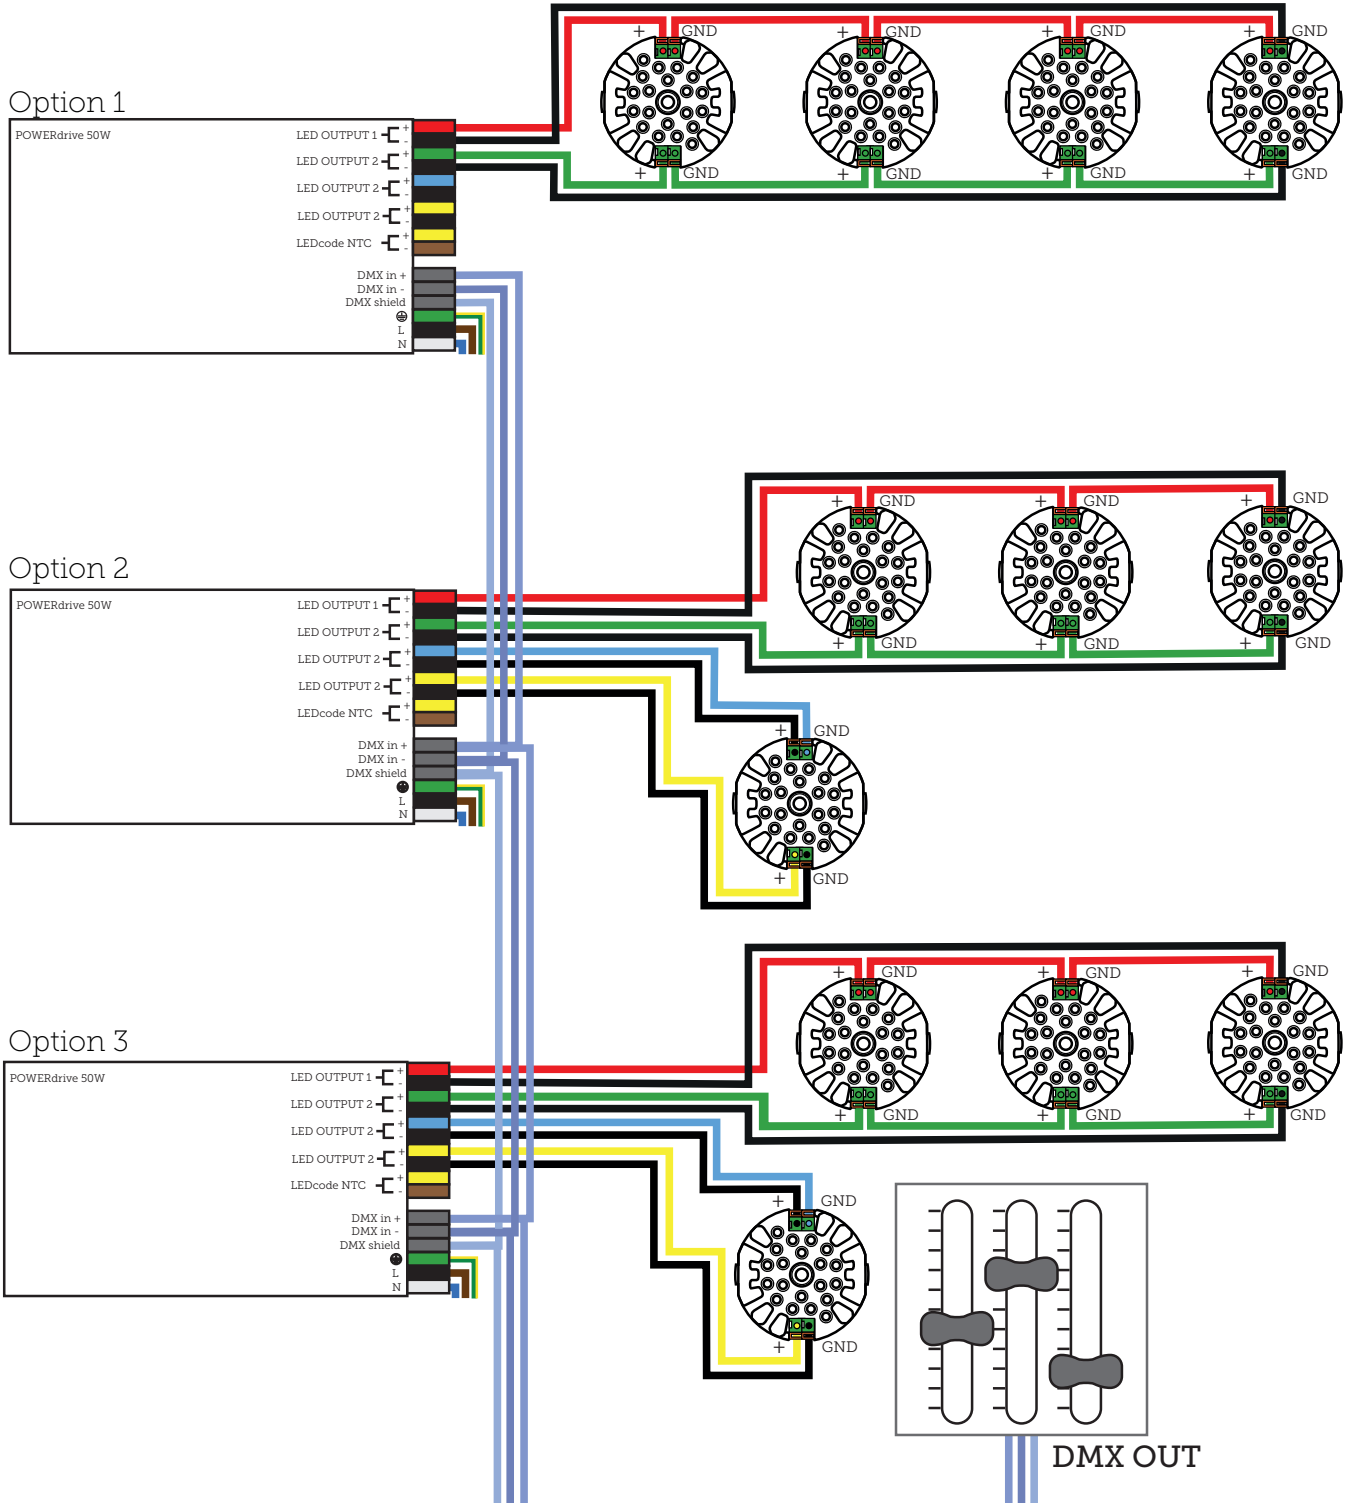 + GND + GND + GND + GND
Option 1
POWERdrive 50W
LED OUTPUT 1 + -
LED OUTPUT 2 + -
LED OUTPUT 2 + -
LED OUTPUT 2 + -
LEDcode NTC + -
+ GND + GND + GND + GND
DMX in +
DMX in -
DMX shield
L
N
+ GND + GND + GND
Option 2
POWERdrive 50W
LED OUTPUT 1 + -
LED OUTPUT 2 + -
LED OUTPUT 2 + -
LED OUTPUT 2 + -
LEDcode NTC + -
+ GND + GND + GND
DMX in +
DMX in -
DMX shield
L
N
+ GND
+ GND
+ GND + GND + GND
Option 3
POWERdrive 50W
LED OUTPUT 1 + -
LED OUTPUT 2 + -
LED OUTPUT 2 + -
LED OUTPUT 2 + -
LEDcode NTC + -
+ GND + GND + GND
DMX in +
DMX in -
DMX shield
L
N
+ GND
+ GND
DMX OUT